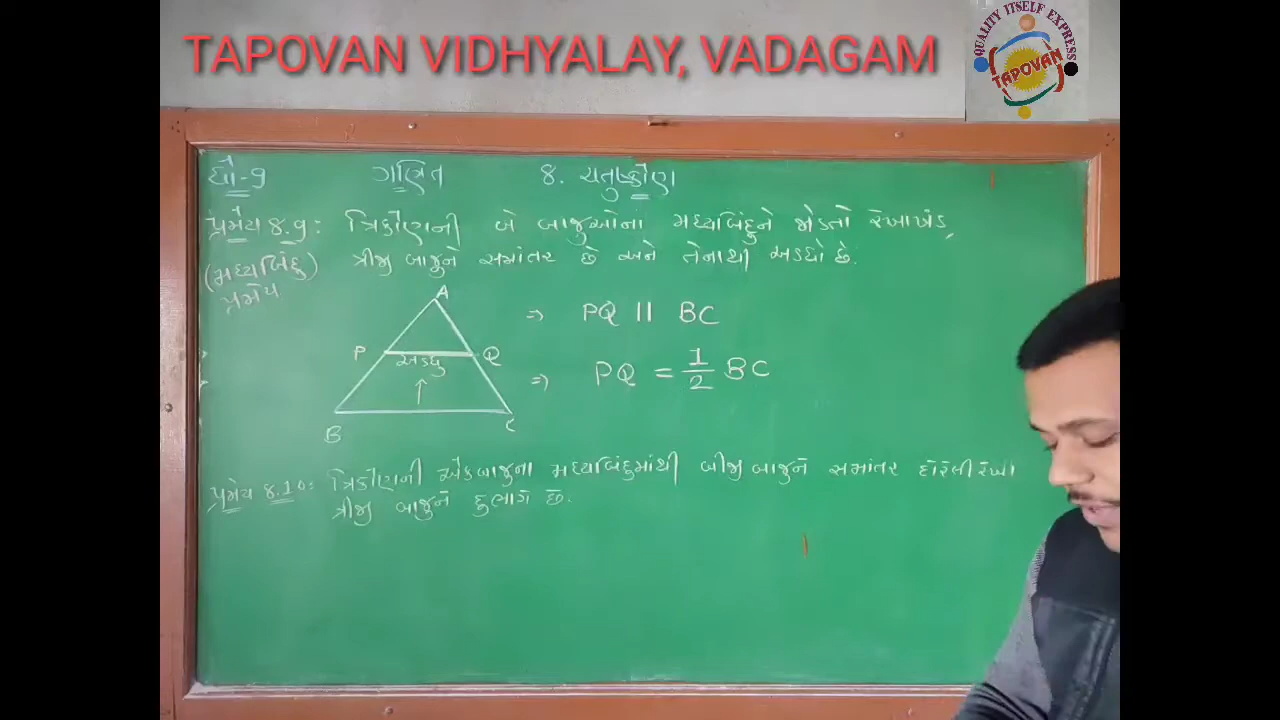 TAPOVAN VIDHYALAY, VADAGAM
QUALITY ITSELF EXPRESS
TAPOVAN
ધો-૯ ગણિત 8. ચતુષ્કોણ
પ્રમેય 8.9: ત્રિકોણની બે બાજુઓનાં મધ્યબિંદુને જોડતો રેખાખંડ,
(મધ્યબિંદુ પ્રમેય) ત્રીજી બાજુને સમાંતર છે અને તેનાથી અડધો છે.
A
P Q
અડધુ
B C
⇒ PQ || BC
⇒ PQ = 1/2 BC
પ્રમેય 8.10: ત્રિકોણની એકબાજુના મધ્યબિંદુમાંથી બીજી બાજુને સમાંતર દોરેલી રેખા
ત્રીજી બાજુને દુભાગે છે.